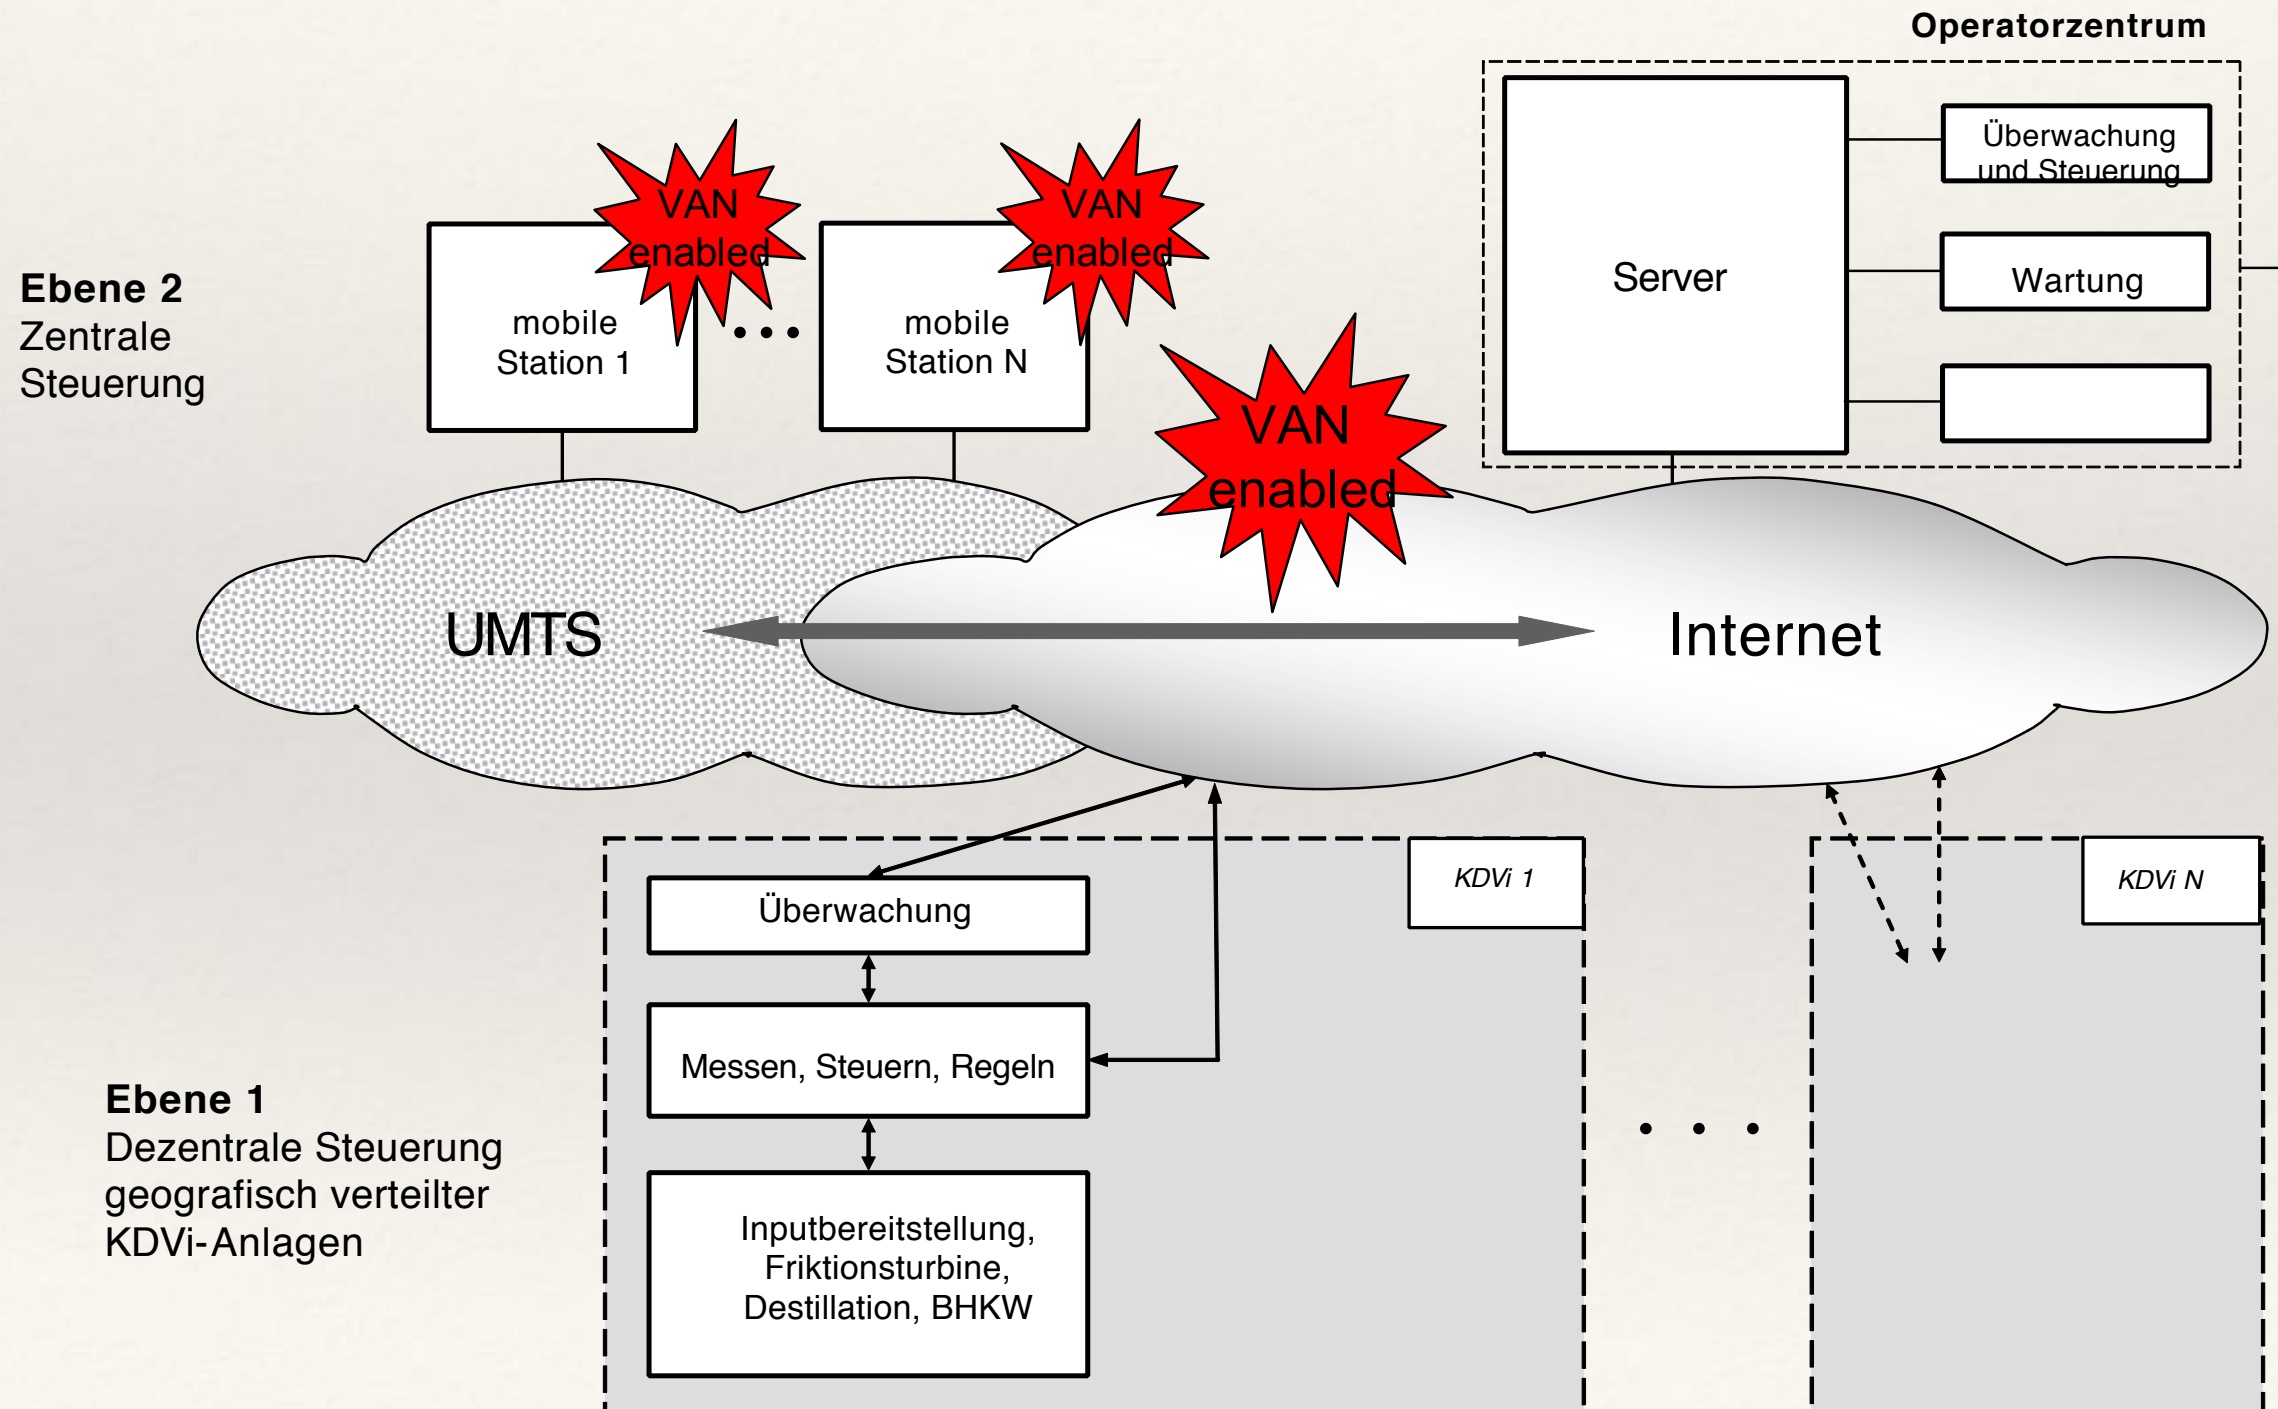 Operatorzentrum
Überwachung
und Steuerung
Server
Wartung
VAN
enabled
VAN
enabled
Ebene 2
Zentrale
Steuerung
mobile
Station 1
mobile
Station N
VAN
enabled
UMTS
Internet
KDVi 1
KDVi N
Überwachung
Messen, Steuern, Regeln
Ebene 1
Dezentrale Steuerung
geografisch verteilter
KDVi-Anlagen
Inputbereitstellung,
Friktionsturbine,
Destillation, BHKW